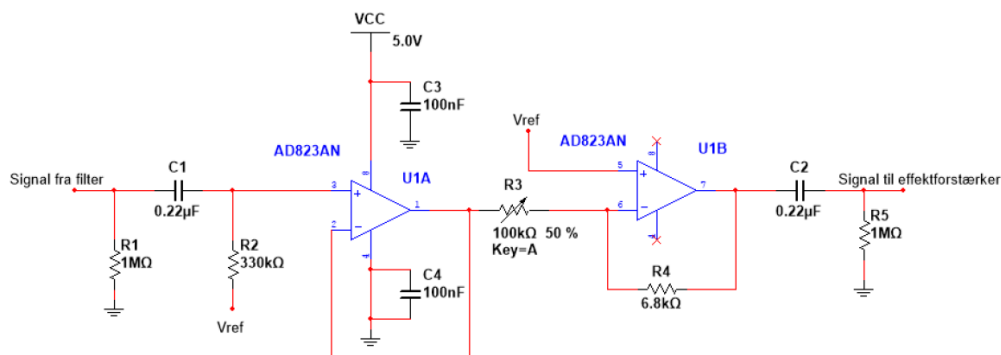 VCC
5.0V
C3
100nF
Vref
AD823AN
AD823AN
U1B
8
5
7
6
4
C2
0.22µF
Signal til effektforstærker
R5
1MΩ
Signal fra filter
C1
0.22µF
R1
1MΩ
R2
330kΩ
Vref
8
U1A
3
1
2
4
R3
100kΩ 50 %
Key=A
R4
6.8kΩ
C4
100nF